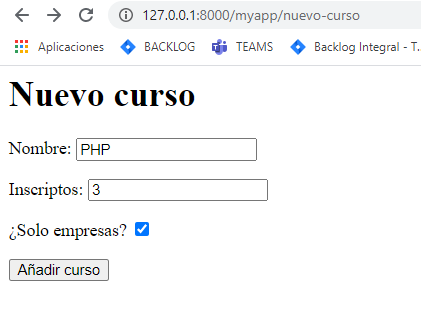 127.0.0.1:8000/myapp/nuevo-curso
Aplicaciones BACKLOG TEAMS Backlog Integral - T...
Nuevo curso
Nombre: PHP
Inscriptos: 3
¿Solo empresas?
Añadir curso